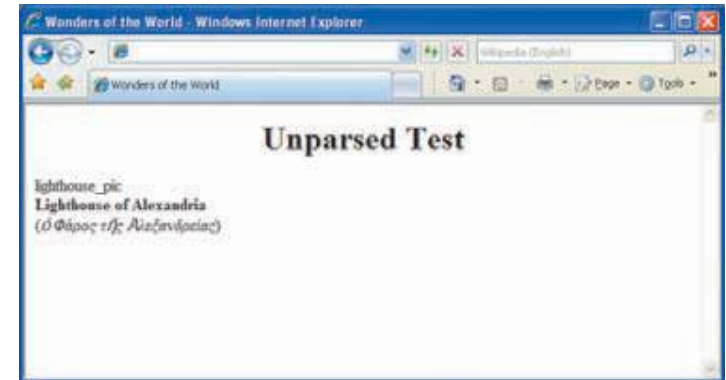 Wonders of the World - Windows Internet Explorer
Wikipedia (English)
Wonders of the World
Page
Tools
Unparsed Test
lighthouse_pic
Lighthouse of Alexandria
(ὁ Φάρος τῆς Ἀλεξανδρείας)